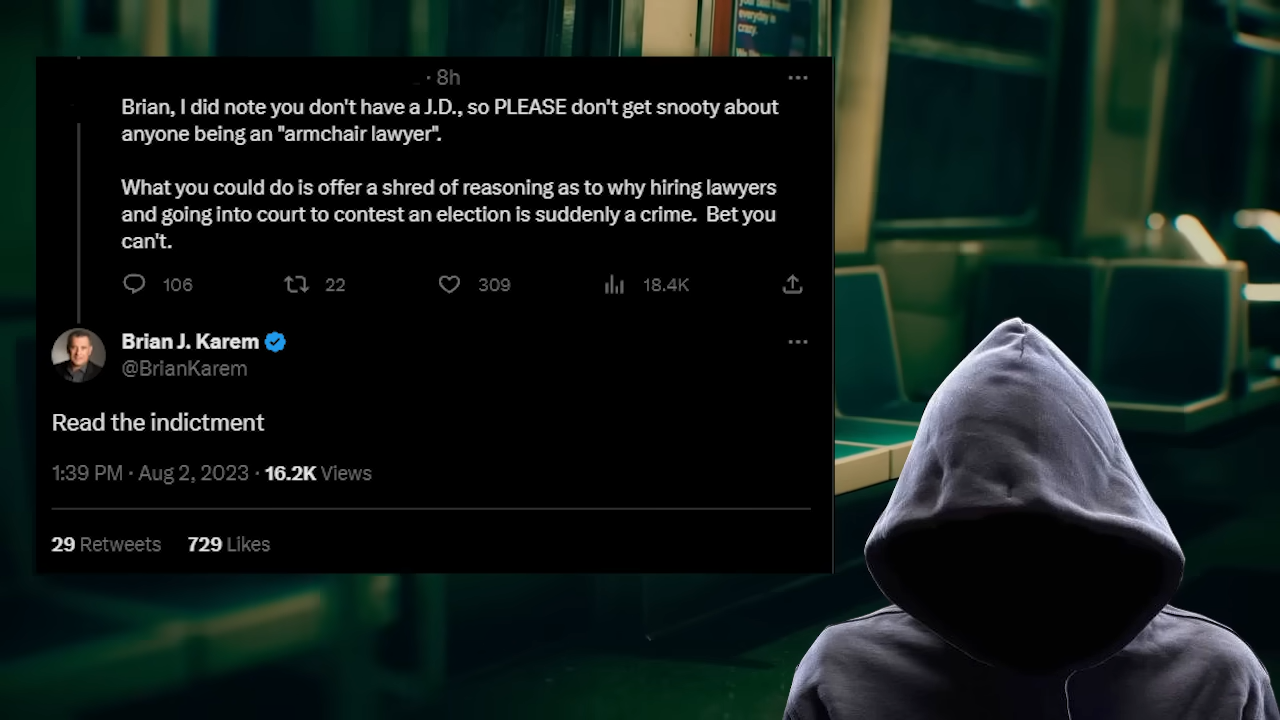 everyday is
crazy.
· 8h
Brian, I did note you don't have a J.D., so PLEASE don't get snooty about
anyone being an "armchair lawyer".
What you could do is offer a shred of reasoning as to why hiring lawyers
and going into court to contest an election is suddenly a crime.  Bet you
can't.
106 22 309 18.4K
Brian J. Karem
@BrianKarem
Read the indictment
1:39 PM · Aug 2, 2023 · 16.2K Views
29 Retweets 729 Likes